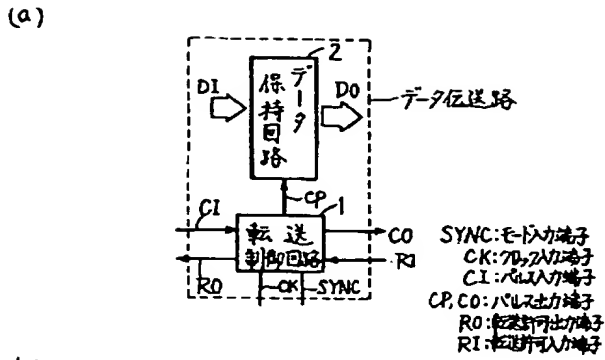 (a)
2
データ
保持回路
DI
DO
データ伝送路
CP
1
CI
転送
制御回路
CO
RI
RO
CK
SYNC
SYNC:モード入力端子
CK:クロック入力端子
CI:パルス入力端子
CP,CO:パルス出力端子
RO:転送許可出力端子
RI:転送許可入力端子